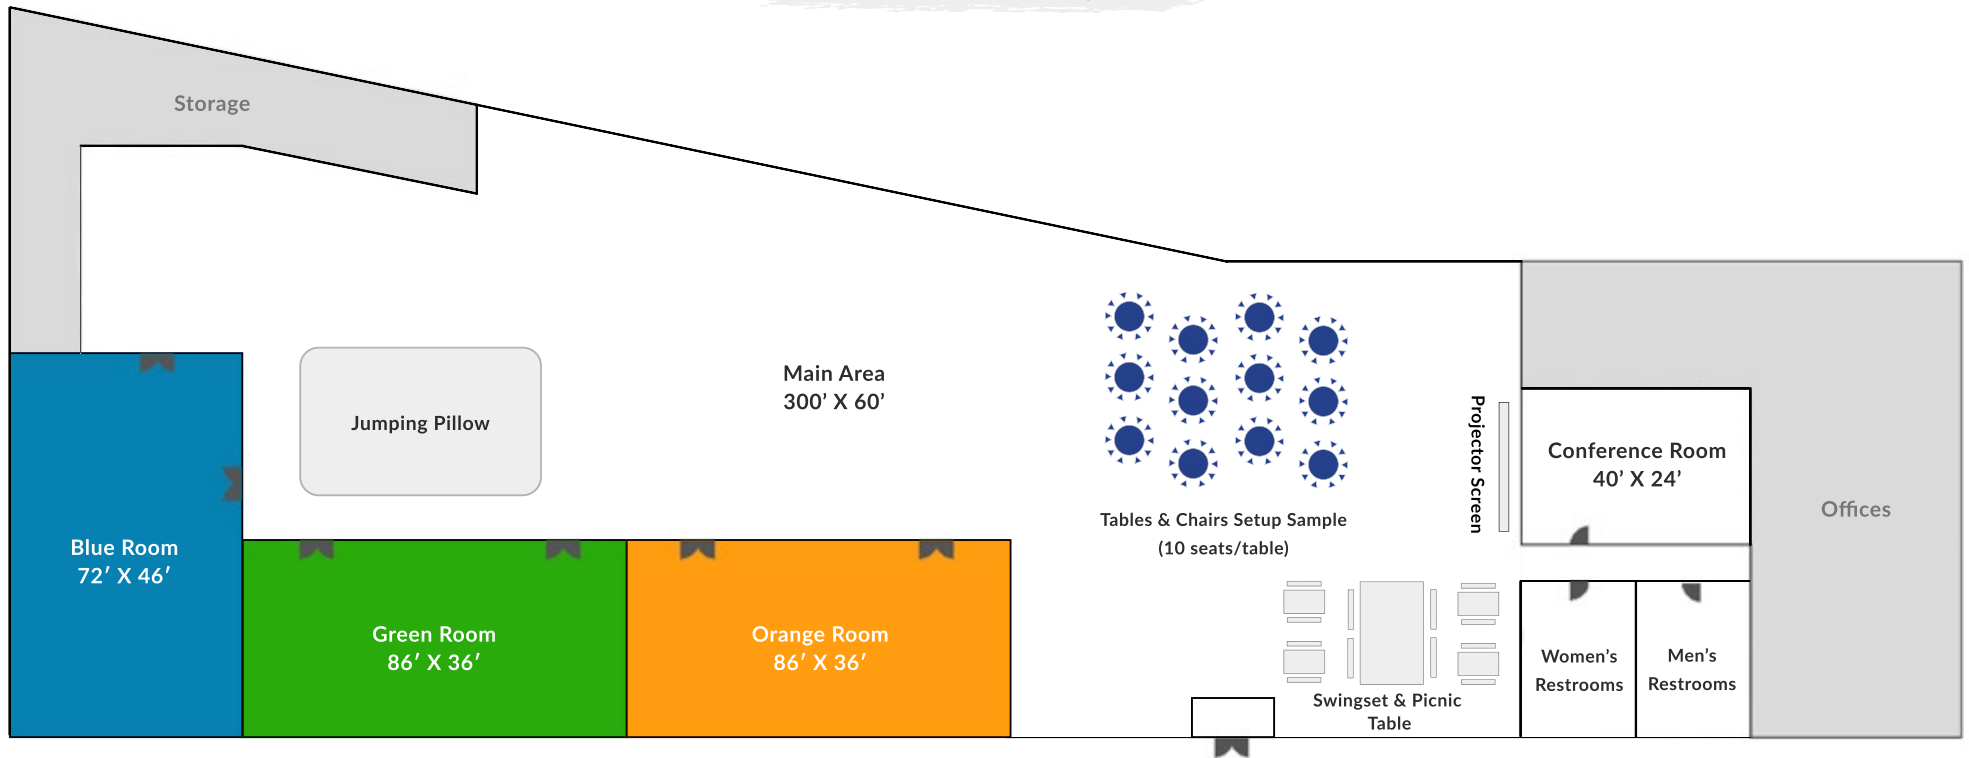 Storage
Main Area
300’ X 60’
Jumping Pillow
Projector Screen
Conference Room
40’ X 24’
Offices
Tables & Chairs Setup Sample
(10 seats/table)
Blue Room
72′ X 46′
Green Room
86′ X 36′
Orange Room
86′ X 36′
Women’s
Restrooms
Men’s
Restrooms
Swingset & Picnic
Table